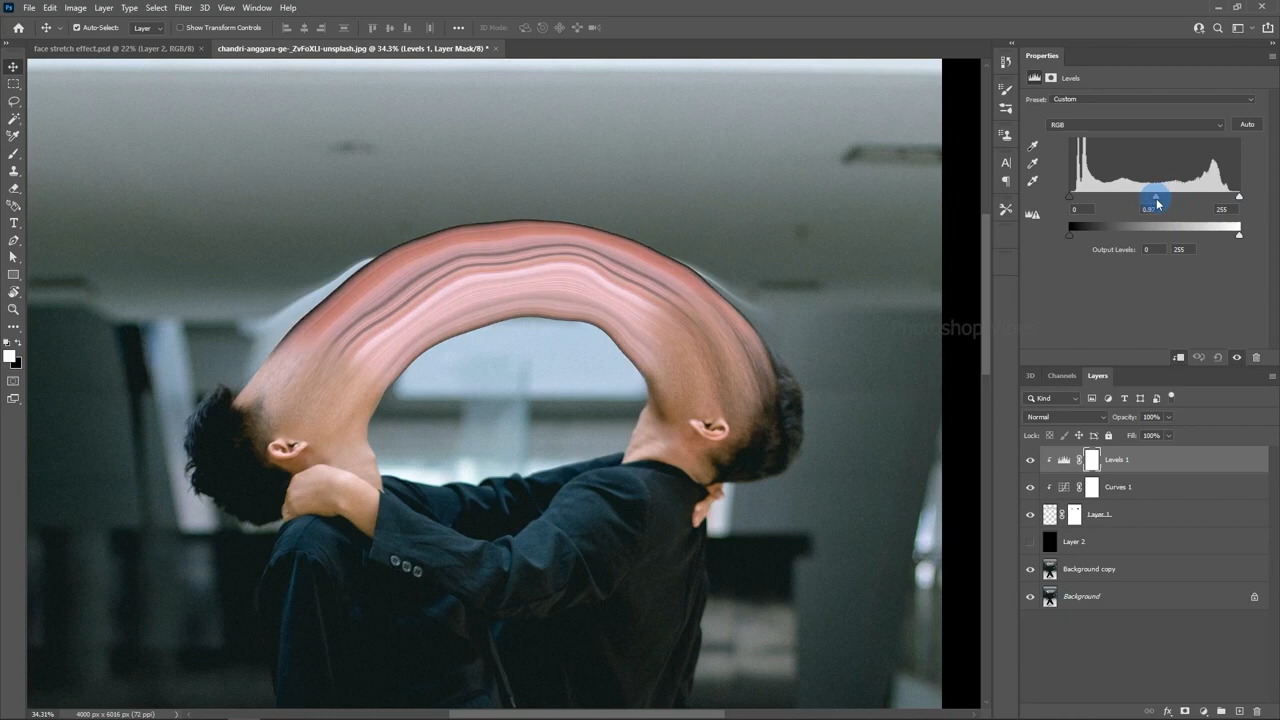 Ps File Edit Image Layer Type Select Filter 3D View Window Help
Auto-Select: Layer Show Transform Controls 3D Mode:
face stretch effect.psd @ 22% (Layer 2, RGB/8) × chandri-anggara-ge-_ZvFoXLI-unsplash.jpg @ 34.3% (Levels 1, Layer Mask/8) * ×
Properties
Levels
Preset: Custom
RGB Auto
0 255
Output Levels: 0 255
3D Channels Layers
Kind
Normal Opacity: 100%
Lock: Fill: 100%
Levels 1
Curves 1
Layer 1
Layer 2
Background copy
Background
34.31% 4000 px x 6016 px (72 ppi)